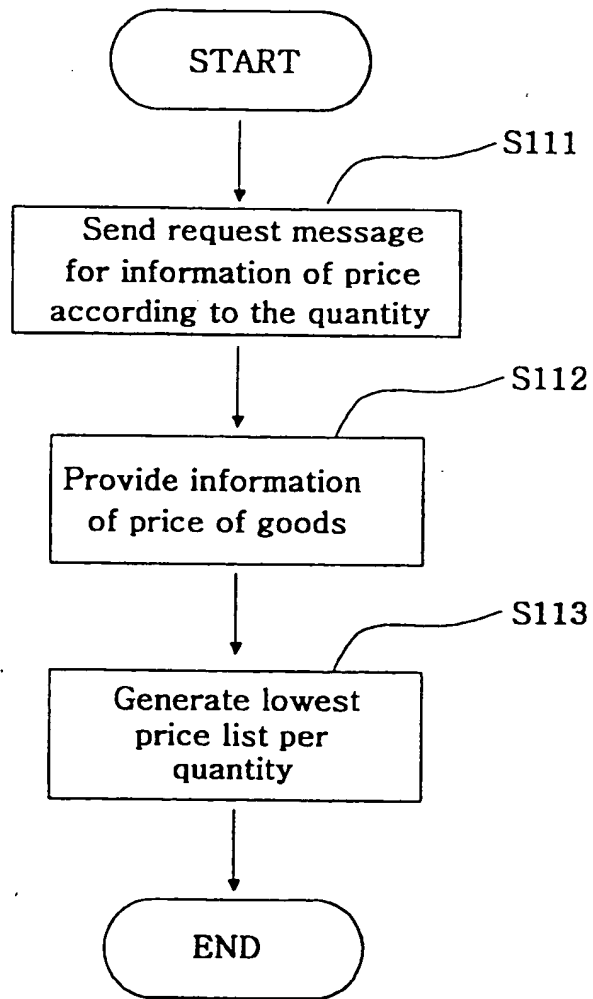 START
S111
Send request message
for information of price
according to the quantity
S112
Provide information
of price of goods
S113
Generate lowest
price list per
quantity
END